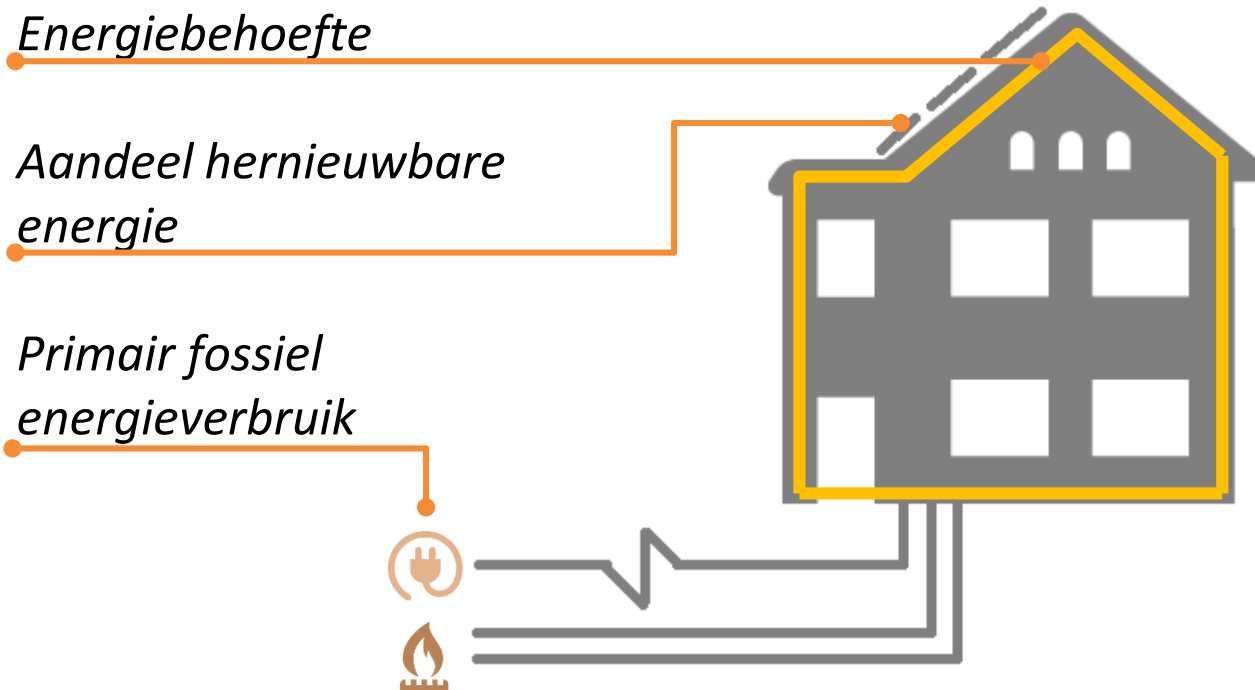 Energiebehoefte
Aandeel hernieuwbare
energie
Primair fossiel
energieverbruik